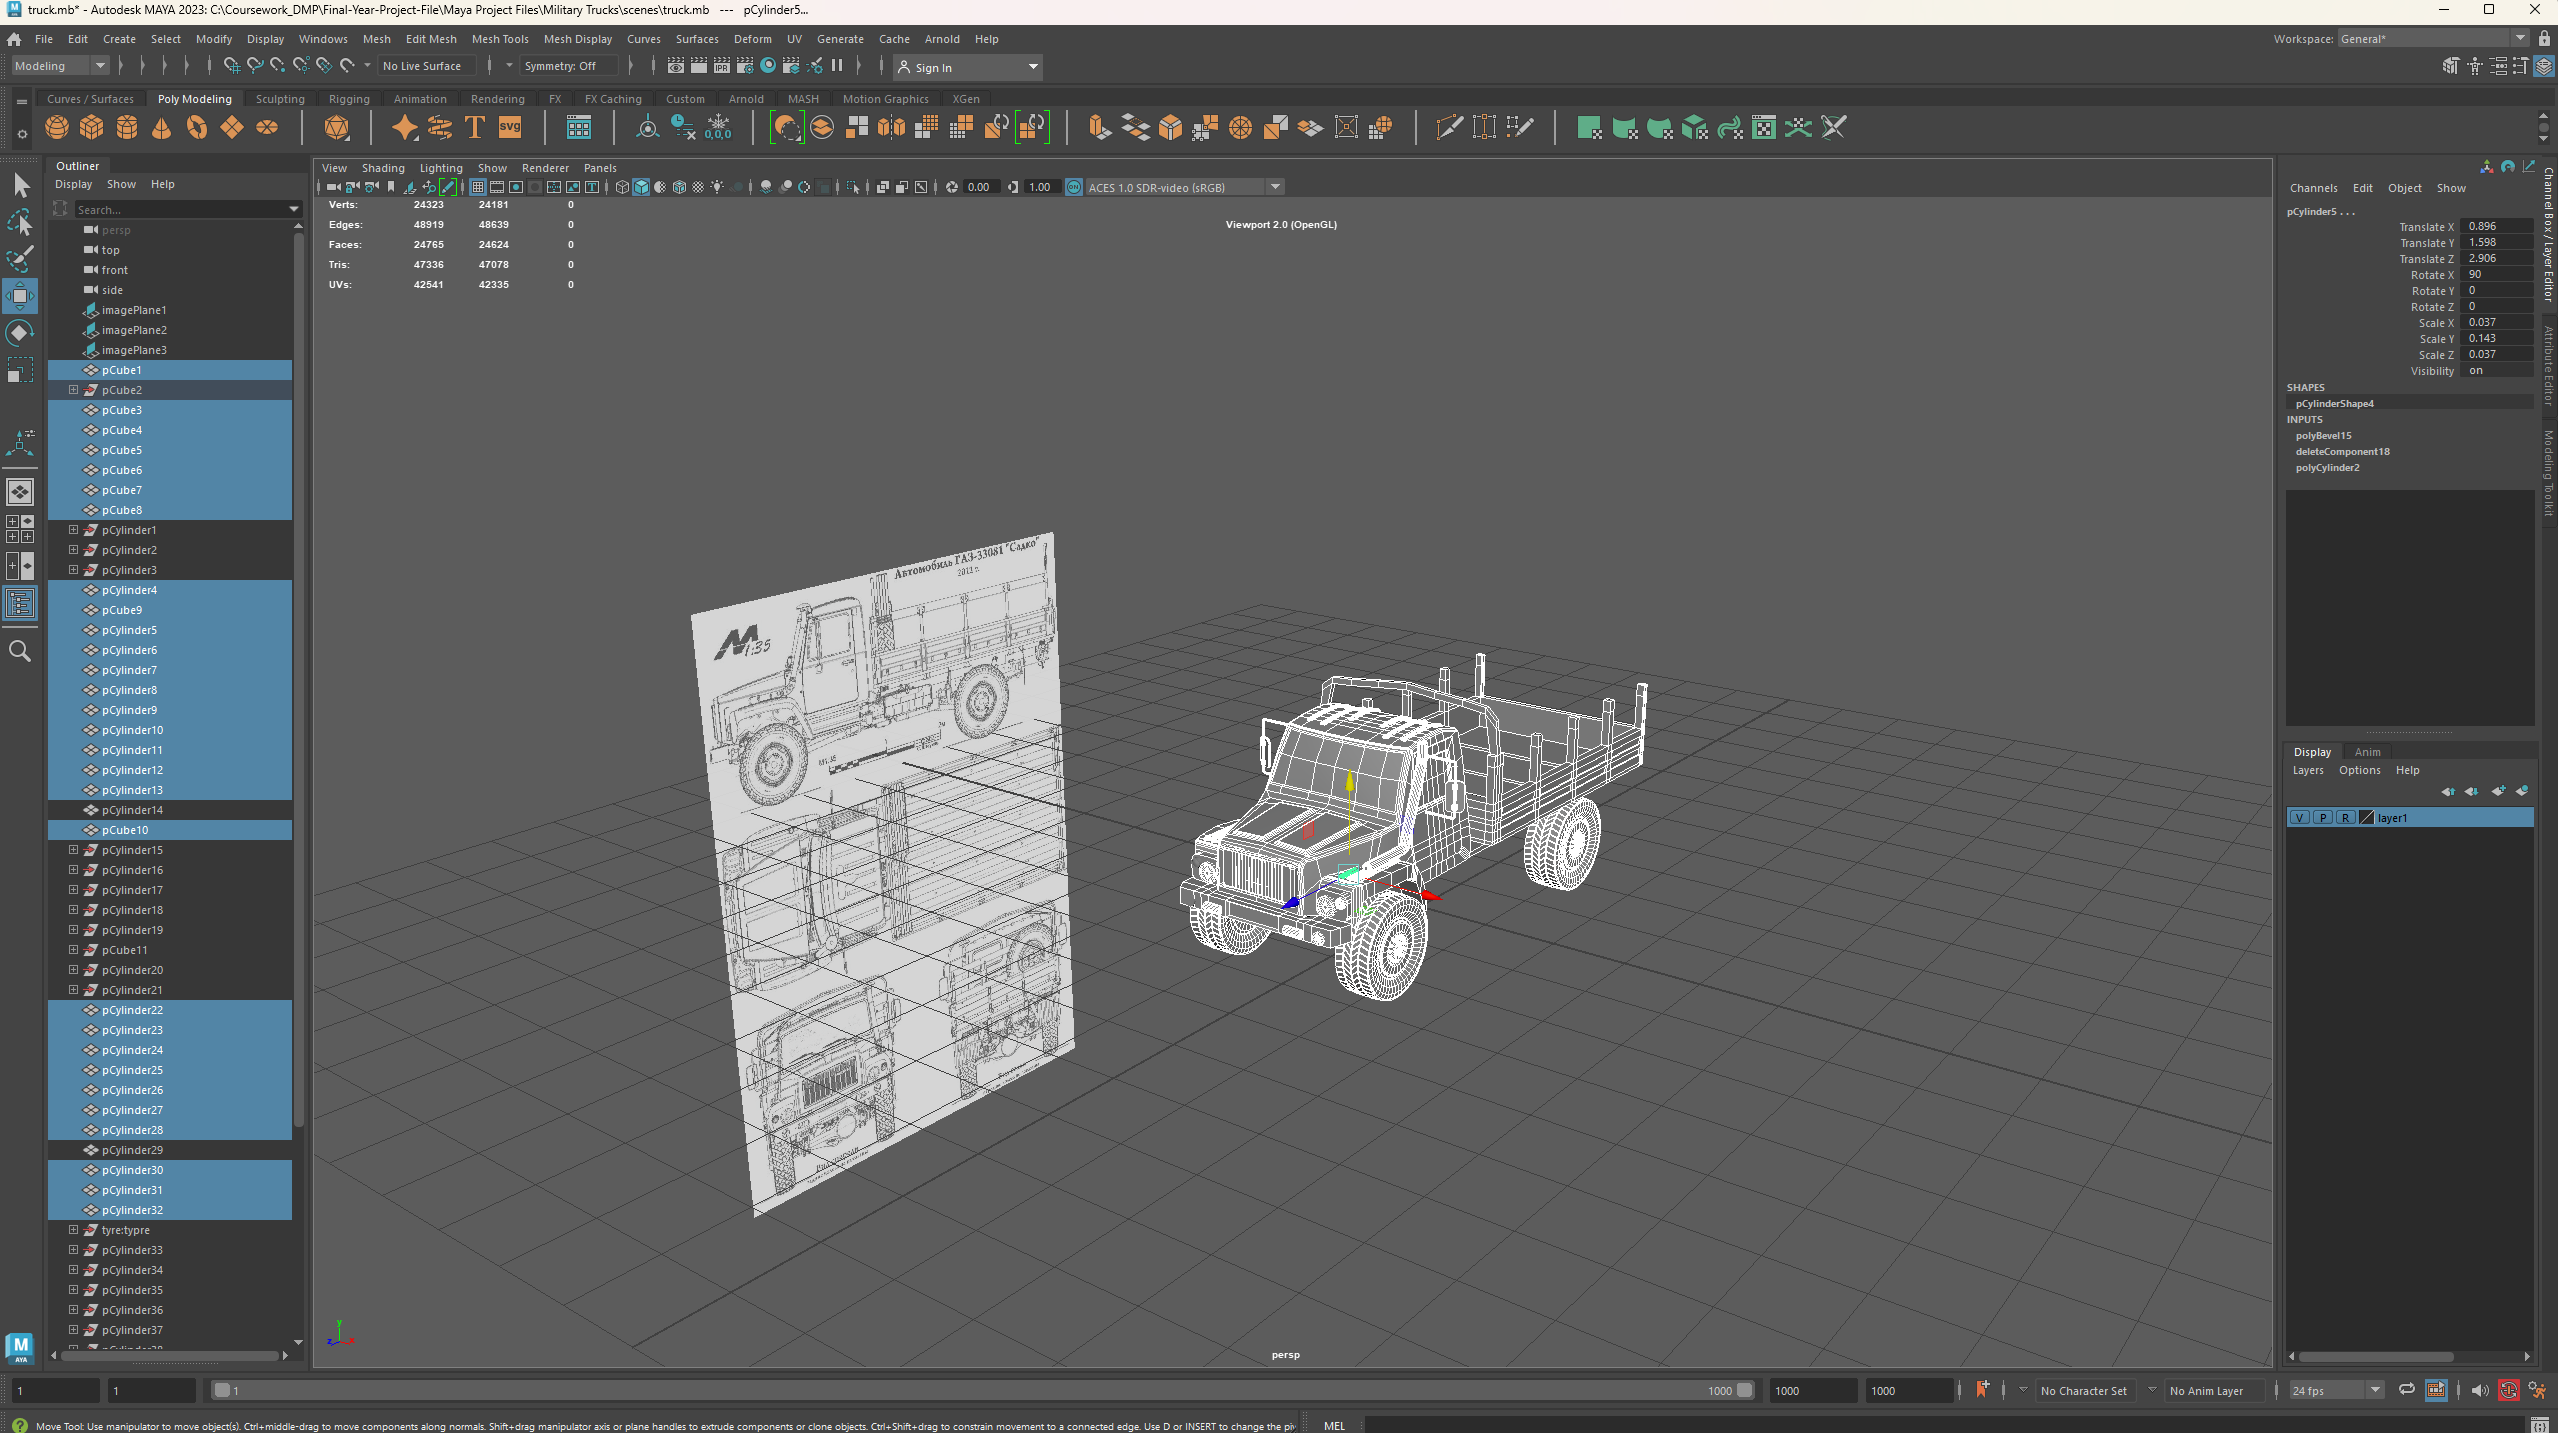 truck.mb* - Autodesk MAYA 2023: C:\Coursework_DMP\Final-Year-Project-File\Maya Project Files\Military Trucks\scenes\truck.mb   ---   pCylinder5...
File Edit Create Select Modify Display Windows Mesh Edit Mesh Mesh Tools Mesh Display Curves Surfaces Deform UV Generate Cache Arnold Help
Workspace: General*
Modeling No Live Surface Symmetry: Off IPR Sign In
Curves / Surfaces Poly Modeling Sculpting Rigging Animation Rendering FX FX Caching Custom Arnold MASH Motion Graphics XGen
T SVG 0,0,0
Outliner
Display Show Help
Search...
persp
top
front
side
imagePlane1
imagePlane2
imagePlane3
pCube1
pCube2
pCube3
pCube4
pCube5
pCube6
pCube7
pCube8
pCylinder1
pCylinder2
pCylinder3
pCylinder4
pCube9
pCylinder5
pCylinder6
pCylinder7
pCylinder8
pCylinder9
pCylinder10
pCylinder11
pCylinder12
pCylinder13
pCylinder14
pCube10
pCylinder15
pCylinder16
pCylinder17
pCylinder18
pCylinder19
pCube11
pCylinder20
pCylinder21
pCylinder22
pCylinder23
pCylinder24
pCylinder25
pCylinder26
pCylinder27
pCylinder28
pCylinder29
pCylinder30
pCylinder31
pCylinder32
tyre:typre
pCylinder33
pCylinder34
pCylinder35
pCylinder36
pCylinder37
View Shading Lighting Show Renderer Panels
0.00 1.00 ON ACES 1.0 SDR-video (sRGB)
Verts: 24323 24181 0
Edges: 48919 48639 0
Faces: 24765 24624 0
Tris: 47336 47078 0
UVs: 42541 42335 0
Viewport 2.0 (OpenGL)
Автомобиль ГАЗ-33081 "Садко"
2011 г.
M 1:35
persp
y
z x
Channels Edit Object Show
pCylinder5 . . .
Translate X 0.896
Translate Y 1.598
Translate Z 2.906
Rotate X 90
Rotate Y 0
Rotate Z 0
Scale X 0.037
Scale Y 0.143
Scale Z 0.037
Visibility on
SHAPES
pCylinderShape4
INPUTS
polyBevel15
deleteComponent18
polyCylinder2
Display Anim
Layers Options Help
V P R layer1
Channel Box / Layer Editor
Attribute Editor
Modeling Toolkit
M
AYA
1 1 1 1000 1000 1000 No Character Set No Anim Layer 24 fps
Move Tool: Use manipulator to move object(s). Ctrl+middle-drag to move components along normals. Shift+drag manipulator axis or plane handles to extrude components or clone objects. Ctrl+Shift+drag to constrain movement to a connected edge. Use D or INSERT to change the pi
MEL